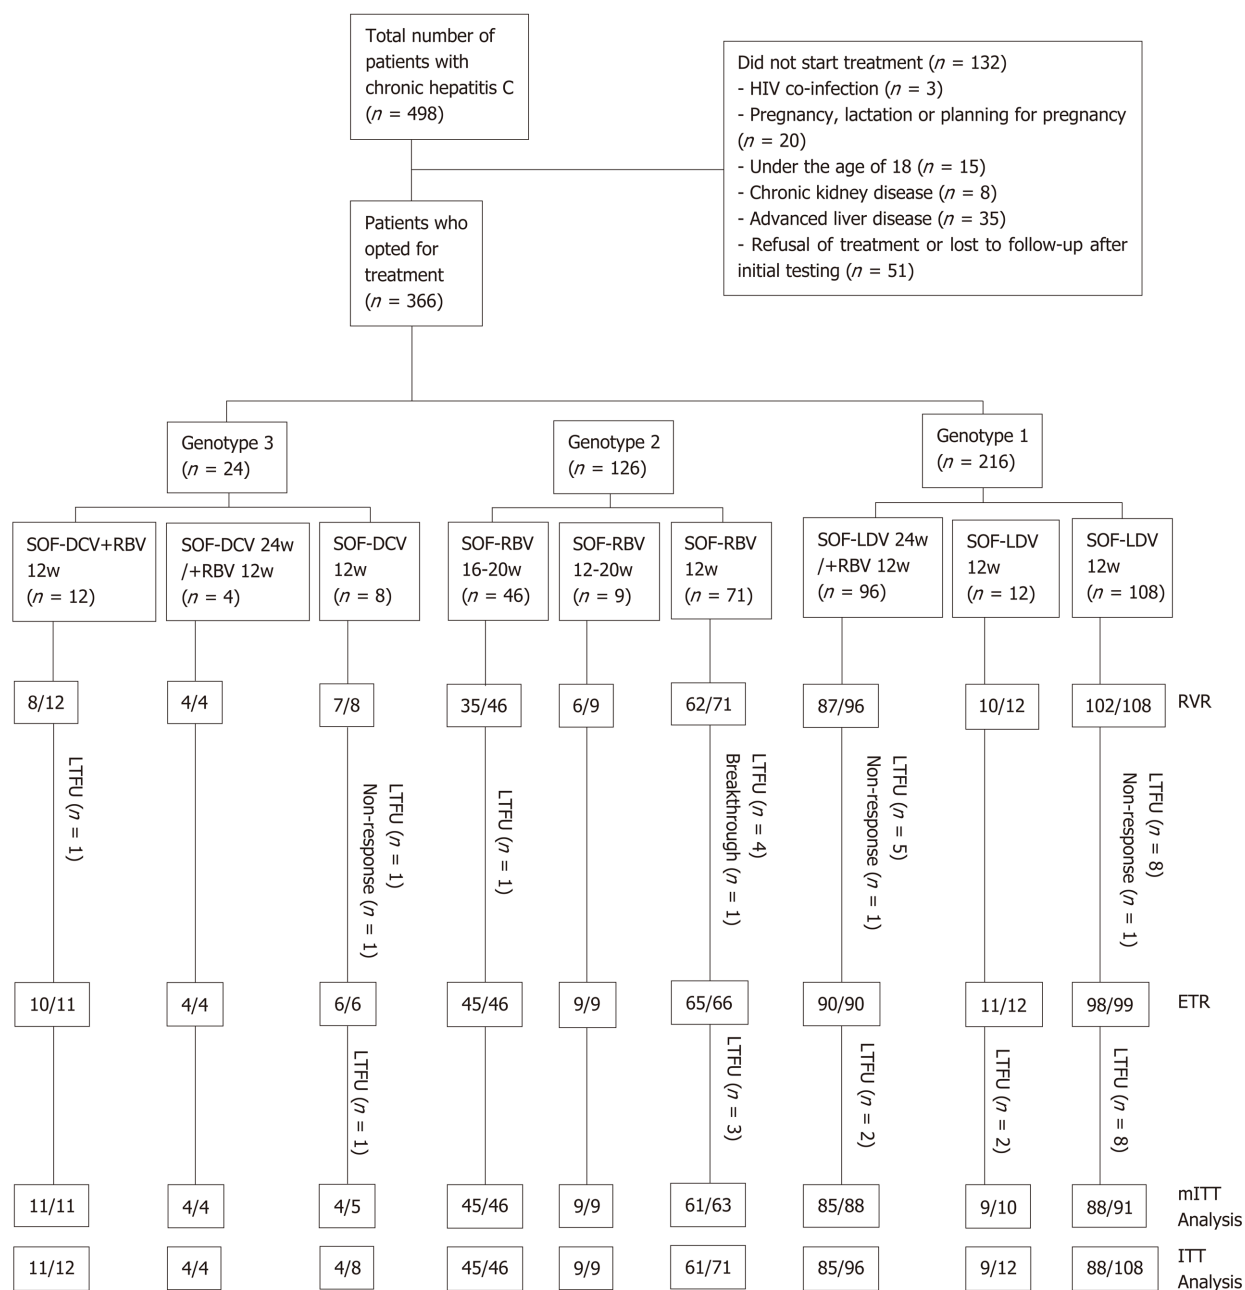 Total number of
patients with
chronic hepatitis C
(n = 498)
Did not start treatment (n = 132)
- HIV co-infection (n = 3)
- Pregnancy, lactation or planning for pregnancy
(n = 20)
- Under the age of 18 (n = 15)
- Chronic kidney disease (n = 8)
- Advanced liver disease (n = 35)
- Refusal of treatment or lost to follow-up after
initial testing (n = 51)
Patients who
opted for
treatment
(n = 366)
Genotype 3
(n = 24)
Genotype 2
(n = 126)
Genotype 1
(n = 216)
SOF-DCV+RBV
12w
(n = 12)
SOF-DCV 24w
/+RBV 12w
(n = 4)
SOF-DCV
12w
(n = 8)
SOF-RBV
16-20w
(n = 46)
SOF-RBV
12-20w
(n = 9)
SOF-RBV
12w
(n = 71)
SOF-LDV 24w
/+RBV 12w
(n = 96)
SOF-LDV
12w
(n = 12)
SOF-LDV
12w
(n = 108)
8/12
4/4
7/8
35/46
6/9
62/71
87/96
10/12
102/108
RVR
LTFU (n = 1)
LTFU (n = 1)
Non-response (n = 1)
LTFU (n = 1)
LTFU (n = 4)
Breakthrough (n = 1)
LTFU (n = 5)
Non-response (n = 1)
LTFU (n = 8)
Non-response (n = 1)
10/11
4/4
6/6
45/46
9/9
65/66
90/90
11/12
98/99
ETR
LTFU (n = 1)
LTFU (n = 3)
LTFU (n = 2)
LTFU (n = 2)
LTFU (n = 8)
11/11
4/4
4/5
45/46
9/9
61/63
85/88
9/10
88/91
mITT
Analysis
11/12
4/4
4/8
45/46
9/9
61/71
85/96
9/12
88/108
ITT
Analysis